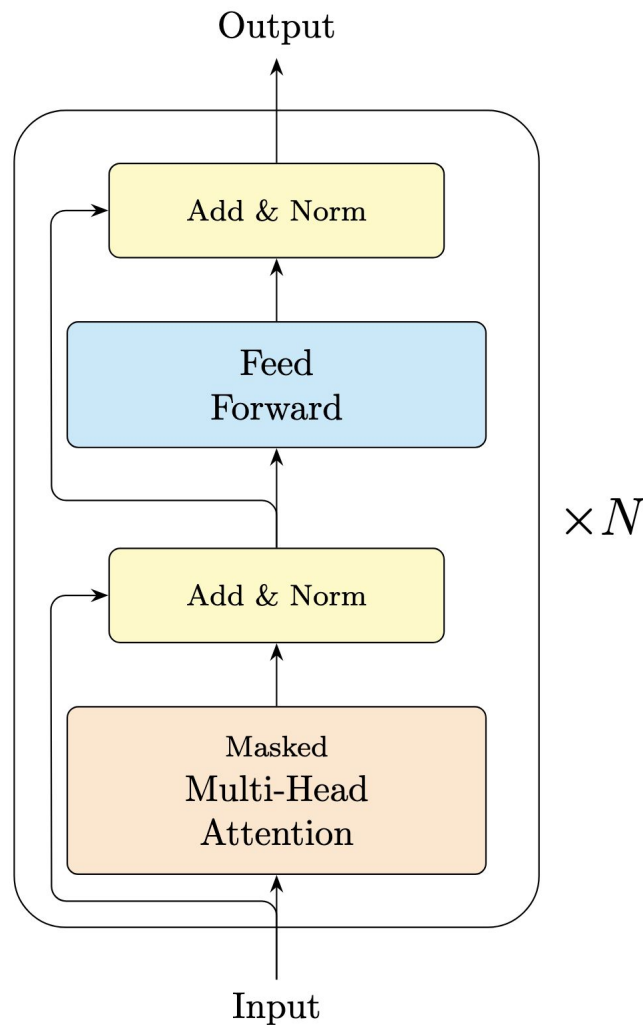 Output
Add & Norm
Feed
Forward
×N
Add & Norm
Masked
Multi-Head
Attention
Input